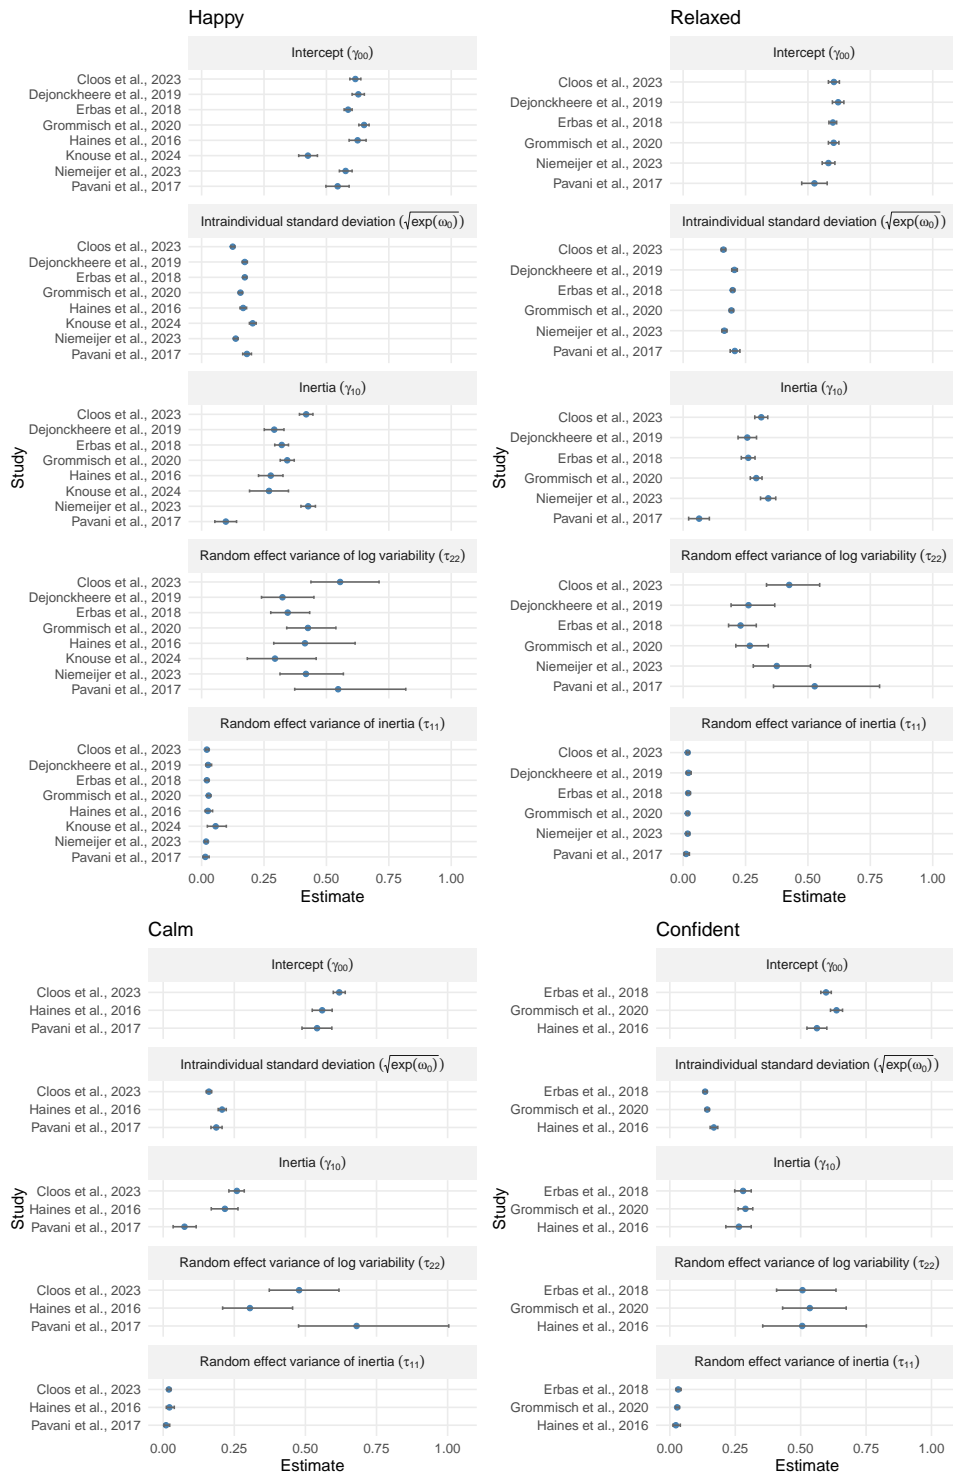 Happy
Intercept (γ00)
Cloos et al., 2023
Dejonckheere et al., 2019
Erbas et al., 2018
Grommisch et al., 2020
Haines et al., 2016
Knouse et al., 2024
Niemeijer et al., 2023
Pavani et al., 2017
Intraindividual standard deviation (√exp(ω0))
Cloos et al., 2023
Dejonckheere et al., 2019
Erbas et al., 2018
Grommisch et al., 2020
Haines et al., 2016
Knouse et al., 2024
Niemeijer et al., 2023
Pavani et al., 2017
Inertia (γ10)
Cloos et al., 2023
Dejonckheere et al., 2019
Erbas et al., 2018
Grommisch et al., 2020
Haines et al., 2016
Knouse et al., 2024
Niemeijer et al., 2023
Pavani et al., 2017
Random effect variance of log variability (τ22)
Cloos et al., 2023
Dejonckheere et al., 2019
Erbas et al., 2018
Grommisch et al., 2020
Haines et al., 2016
Knouse et al., 2024
Niemeijer et al., 2023
Pavani et al., 2017
Random effect variance of inertia (τ11)
Cloos et al., 2023
Dejonckheere et al., 2019
Erbas et al., 2018
Grommisch et al., 2020
Haines et al., 2016
Knouse et al., 2024
Niemeijer et al., 2023
Pavani et al., 2017
0.00 0.25 0.50 0.75 1.00
Estimate
Study
Relaxed
Intercept (γ00)
Cloos et al., 2023
Dejonckheere et al., 2019
Erbas et al., 2018
Grommisch et al., 2020
Niemeijer et al., 2023
Pavani et al., 2017
Intraindividual standard deviation (√exp(ω0))
Cloos et al., 2023
Dejonckheere et al., 2019
Erbas et al., 2018
Grommisch et al., 2020
Niemeijer et al., 2023
Pavani et al., 2017
Inertia (γ10)
Cloos et al., 2023
Dejonckheere et al., 2019
Erbas et al., 2018
Grommisch et al., 2020
Niemeijer et al., 2023
Pavani et al., 2017
Random effect variance of log variability (τ22)
Cloos et al., 2023
Dejonckheere et al., 2019
Erbas et al., 2018
Grommisch et al., 2020
Niemeijer et al., 2023
Pavani et al., 2017
Random effect variance of inertia (τ11)
Cloos et al., 2023
Dejonckheere et al., 2019
Erbas et al., 2018
Grommisch et al., 2020
Niemeijer et al., 2023
Pavani et al., 2017
0.00 0.25 0.50 0.75 1.00
Estimate
Study
Calm
Intercept (γ00)
Cloos et al., 2023
Haines et al., 2016
Pavani et al., 2017
Intraindividual standard deviation (√exp(ω0))
Cloos et al., 2023
Haines et al., 2016
Pavani et al., 2017
Inertia (γ10)
Cloos et al., 2023
Haines et al., 2016
Pavani et al., 2017
Random effect variance of log variability (τ22)
Cloos et al., 2023
Haines et al., 2016
Pavani et al., 2017
Random effect variance of inertia (τ11)
Cloos et al., 2023
Haines et al., 2016
Pavani et al., 2017
0.00 0.25 0.50 0.75 1.00
Estimate
Study
Confident
Intercept (γ00)
Erbas et al., 2018
Grommisch et al., 2020
Haines et al., 2016
Intraindividual standard deviation (√exp(ω0))
Erbas et al., 2018
Grommisch et al., 2020
Haines et al., 2016
Inertia (γ10)
Erbas et al., 2018
Grommisch et al., 2020
Haines et al., 2016
Random effect variance of log variability (τ22)
Erbas et al., 2018
Grommisch et al., 2020
Haines et al., 2016
Random effect variance of inertia (τ11)
Erbas et al., 2018
Grommisch et al., 2020
Haines et al., 2016
0.00 0.25 0.50 0.75 1.00
Estimate
Study